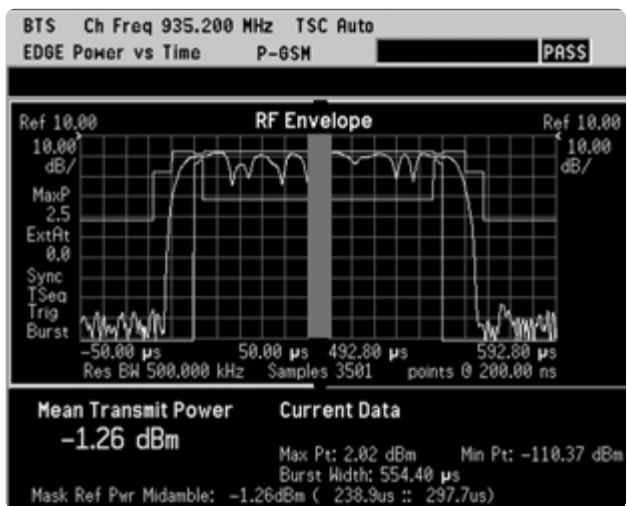 BTS Ch Freq 935.200 MHz TSC Auto
EDGE Power vs Time P-GSM PASS
Ref 10.00 RF Envelope Ref 10.00
10.00 dB/
10.00 dB/
MaxP
2.5
ExtAt
0.0
Sync
TSeq
Trig
Burst
-50.00 µs 50.00 µs 492.80 µs 592.80 µs
Res BW 500.000 kHz Samples 3501 points @ 200.00 ns
Mean Transmit Power Current Data
-1.26 dBm
Max Pt: 2.02 dBm Min Pt: -110.37 dBm
Burst Width: 554.40 µs
Mask Ref Pwr Midamble: -1.26dBm ( 238.9us :: 297.7us)